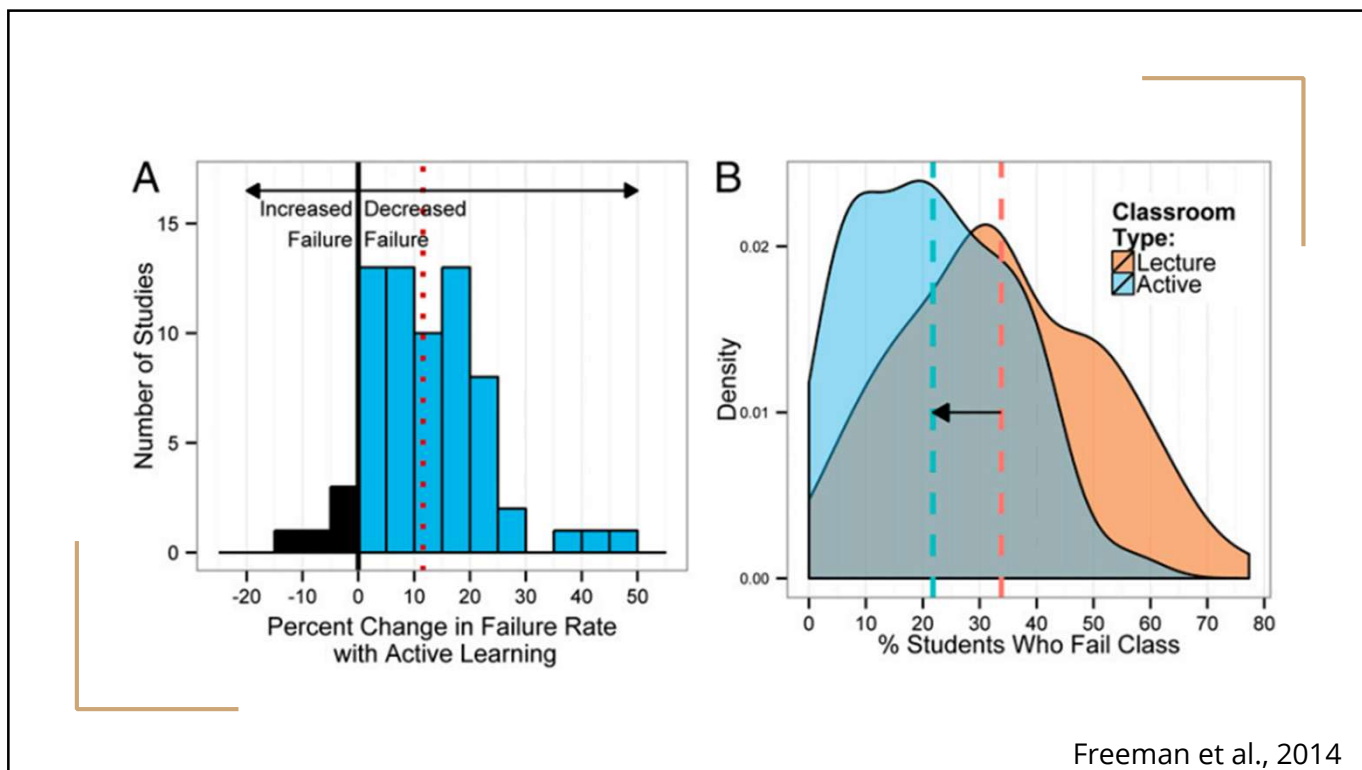 A
Increased Decreased
Failure Failure
15
10
5
0
Number of Studies
-20 -10 0 10 20 30 40 50
Percent Change in Failure Rate
with Active Learning
B
Classroom
Type:
Lecture
Active
0.02
0.01
0.00
Density
0 10 20 30 40 50 60 70 80
% Students Who Fail Class
Freeman et al., 2014